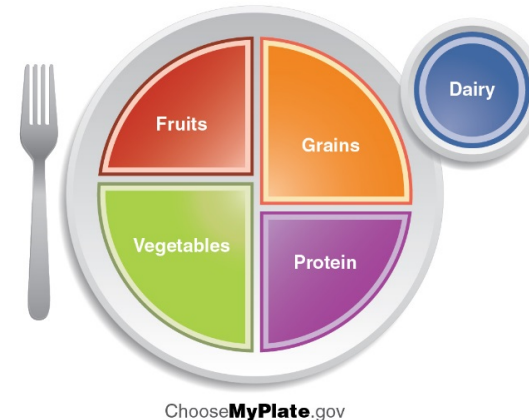 Fruits
Grains
Dairy
Vegetables
Protein
ChooseMyPlate.gov